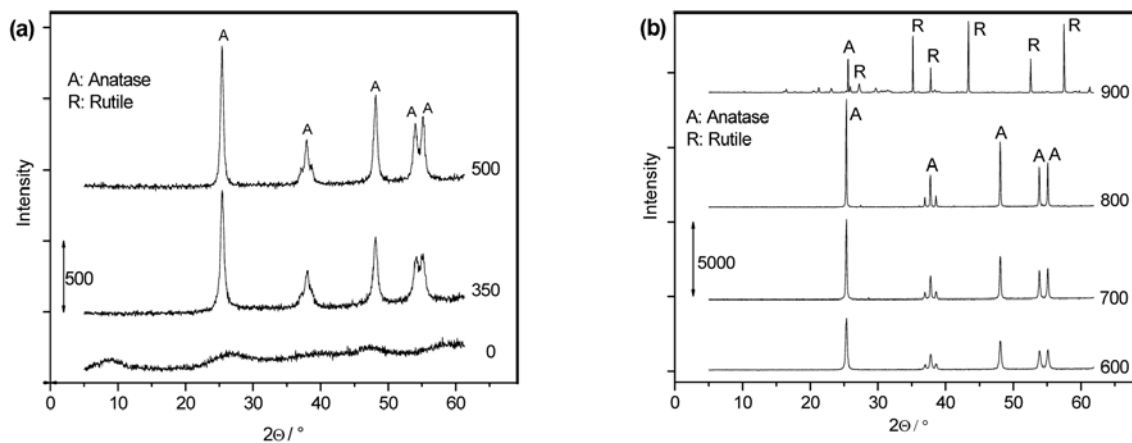 (a)
A
A
A
A
A
A: Anatase
R: Rutile
500
500
350
0
Intensity
0 10 20 30 40 50 60
2Θ / °
(b)
R
R
R
R
A
R
R
900
A: Anatase
R: Rutile
A
A
A
A
A
800
5000
700
600
Intensity
0 10 20 30 40 50 60
2Θ / °